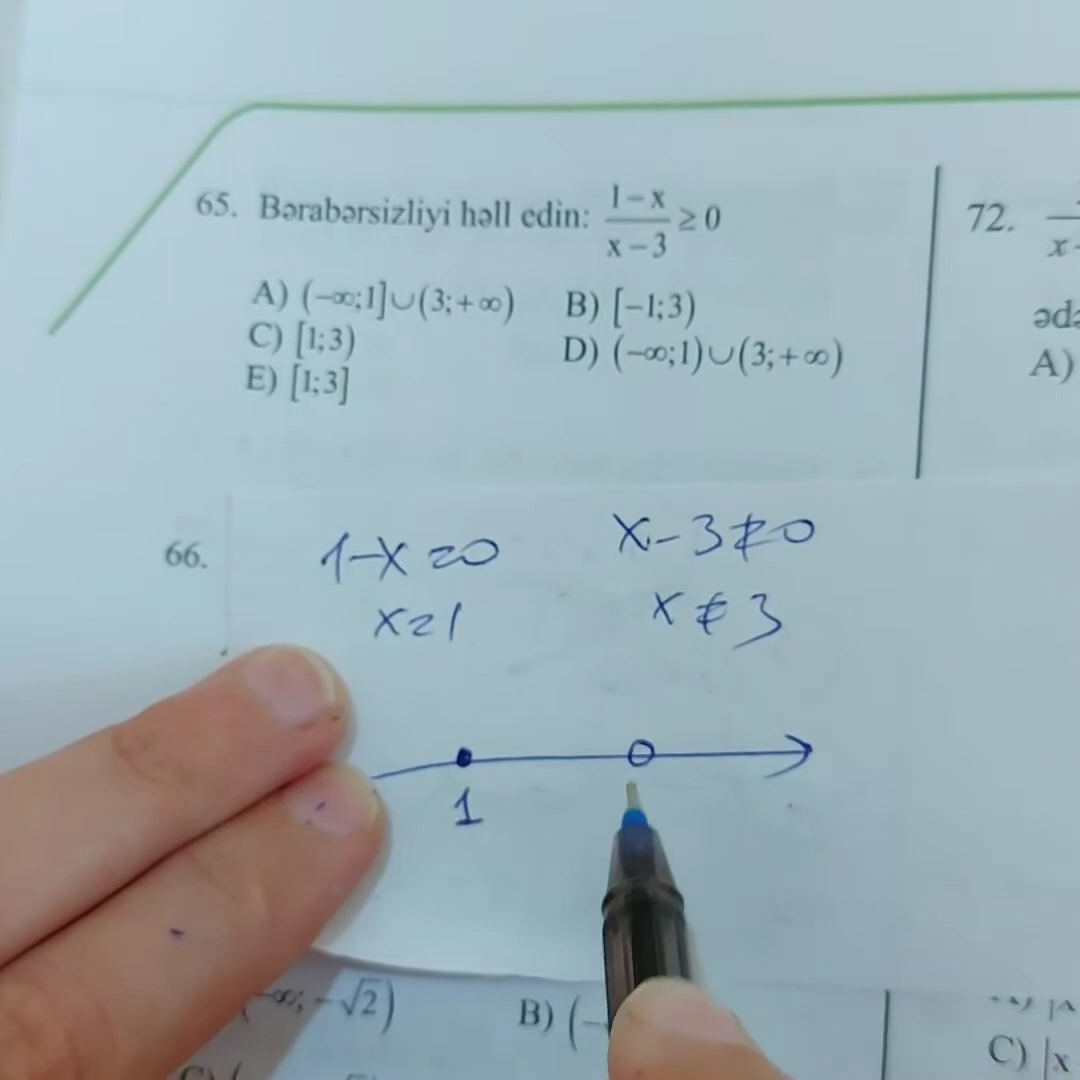 65. Bərabərsizliyi həll edin: (1−x)/(x−3) ≥ 0
A) (−∞;1]∪(3;+∞) B) [−1;3)
C) [1;3) D) (−∞;1)∪(3;+∞)
E) [1;3]
66.
1−x=0 x−3≠0
x=1 x≠3
1
−√2) B) (−
72.
x-
A)
C) |x